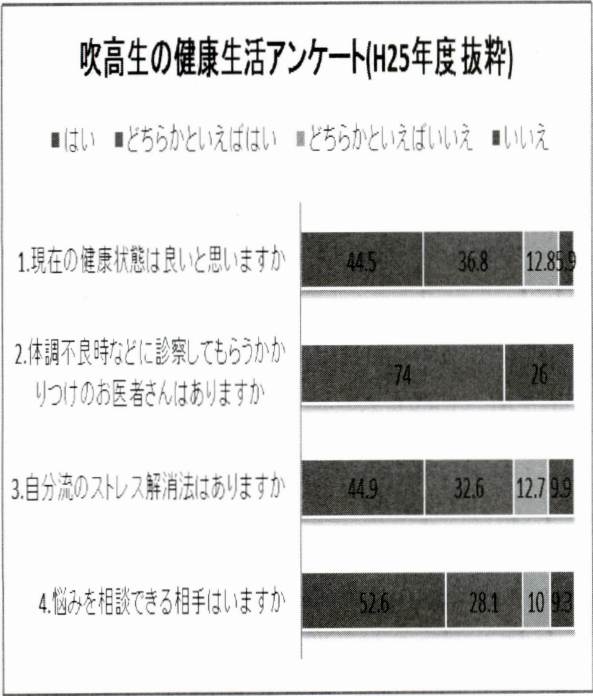 吹高生の健康生活アンケート(H25年度 抜粋)
■はい ■どちらかといえばはい ■どちらかといえばいいえ ■いいえ
1.現在の健康状態は良いと思いますか 44.5 36.8 12.8 5.9
2.体調不良時などに診察してもらうかか
りつけのお医者さんはありますか 74 26
3.自分流のストレス解消法はありますか 44.9 32.6 12.7 9.9
4.悩みを相談できる相手はいますか 52.6 28.1 10 9.3